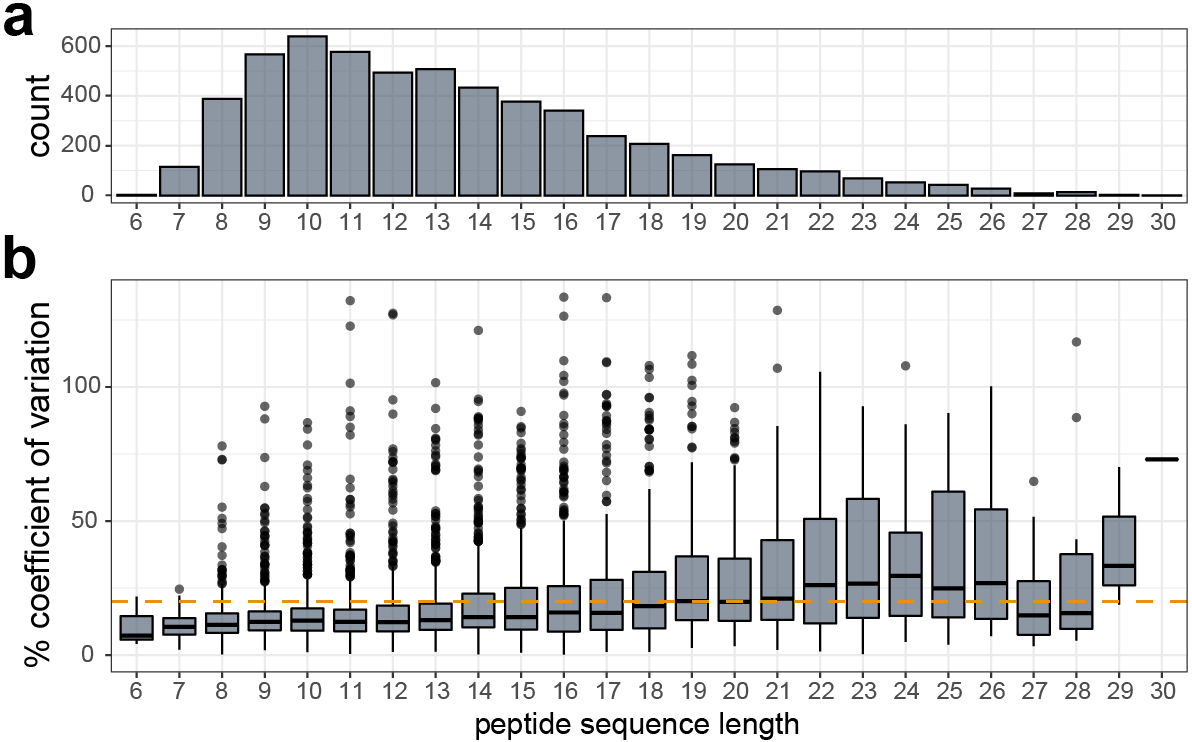 a
count
600
400
200
0
6 7 8 9 10 11 12 13 14 15 16 17 18 19 20 21 22 23 24 25 26 27 28 29 30
b
% coefficient of variation
100
50
0
6 7 8 9 10 11 12 13 14 15 16 17 18 19 20 21 22 23 24 25 26 27 28 29 30
peptide sequence length